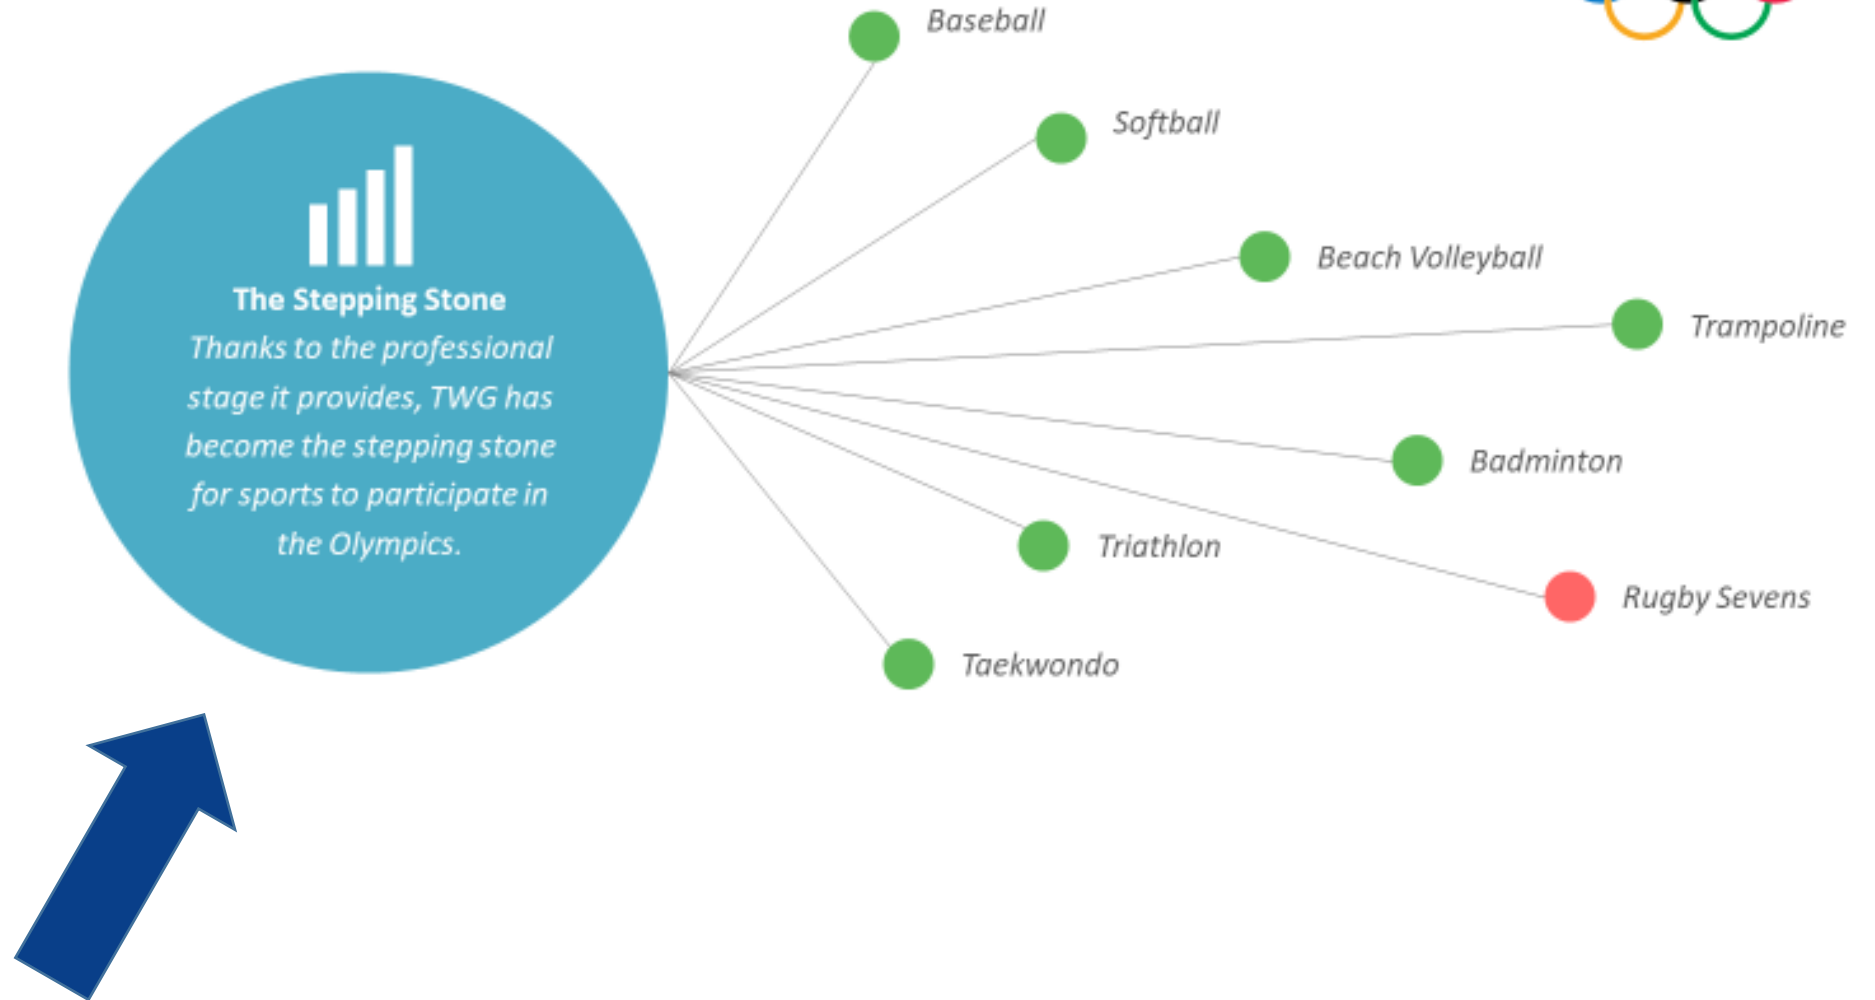 The Stepping Stone
Thanks to the professional
stage it provides, TWG has
become the stepping stone
for sports to participate in
the Olympics.
Baseball
Softball
Beach Volleyball
Trampoline
Badminton
Triathlon
Rugby Sevens
Taekwondo